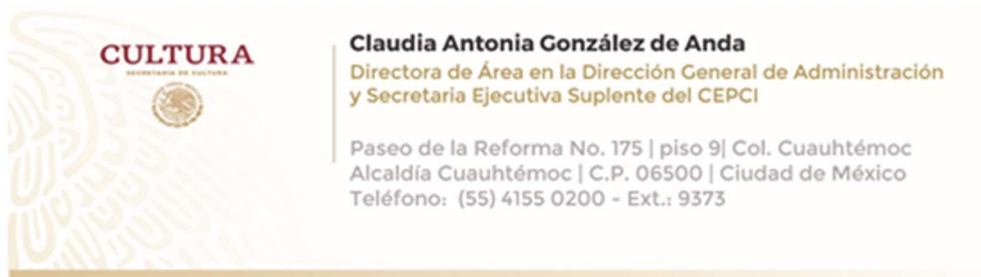 CULTURA
SECRETARÍA DE CULTURA
Claudia Antonia González de Anda
Directora de Área en la Dirección General de Administración
y Secretaria Ejecutiva Suplente del CEPCI
Paseo de la Reforma No. 175 | piso 9| Col. Cuauhtémoc
Alcaldía Cuauhtémoc | C.P. 06500 | Ciudad de México
Teléfono:  (55) 4155 0200 - Ext.: 9373